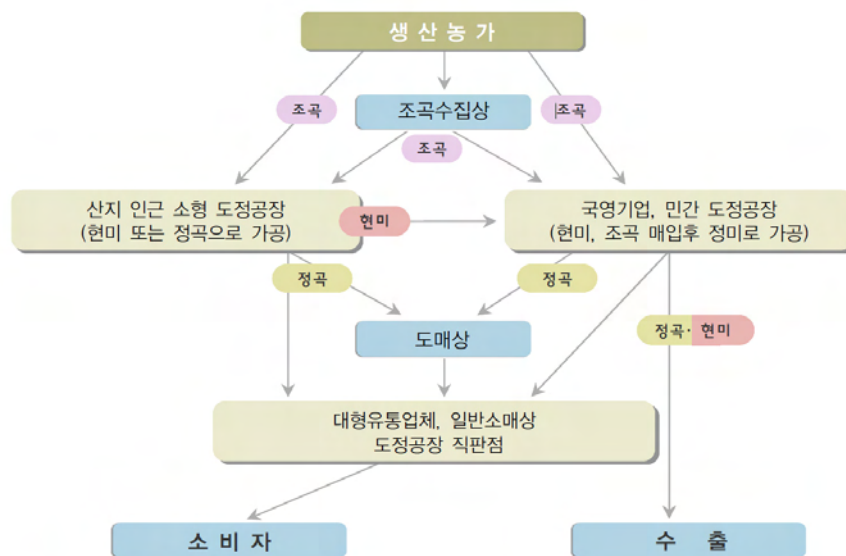 생 산 농 가
조곡
조곡수집상
조곡
조곡
산지 인근 소형 도정공장
(현미 또는 정곡으로 가공)
현미
국영기업, 민간 도정공장
(현미, 조곡 매입후 정미로 가공)
정곡
정곡
도매상
정곡· 현미
대형유통업체, 일반소매상
도정공장 직판점
소 비 자
수 출